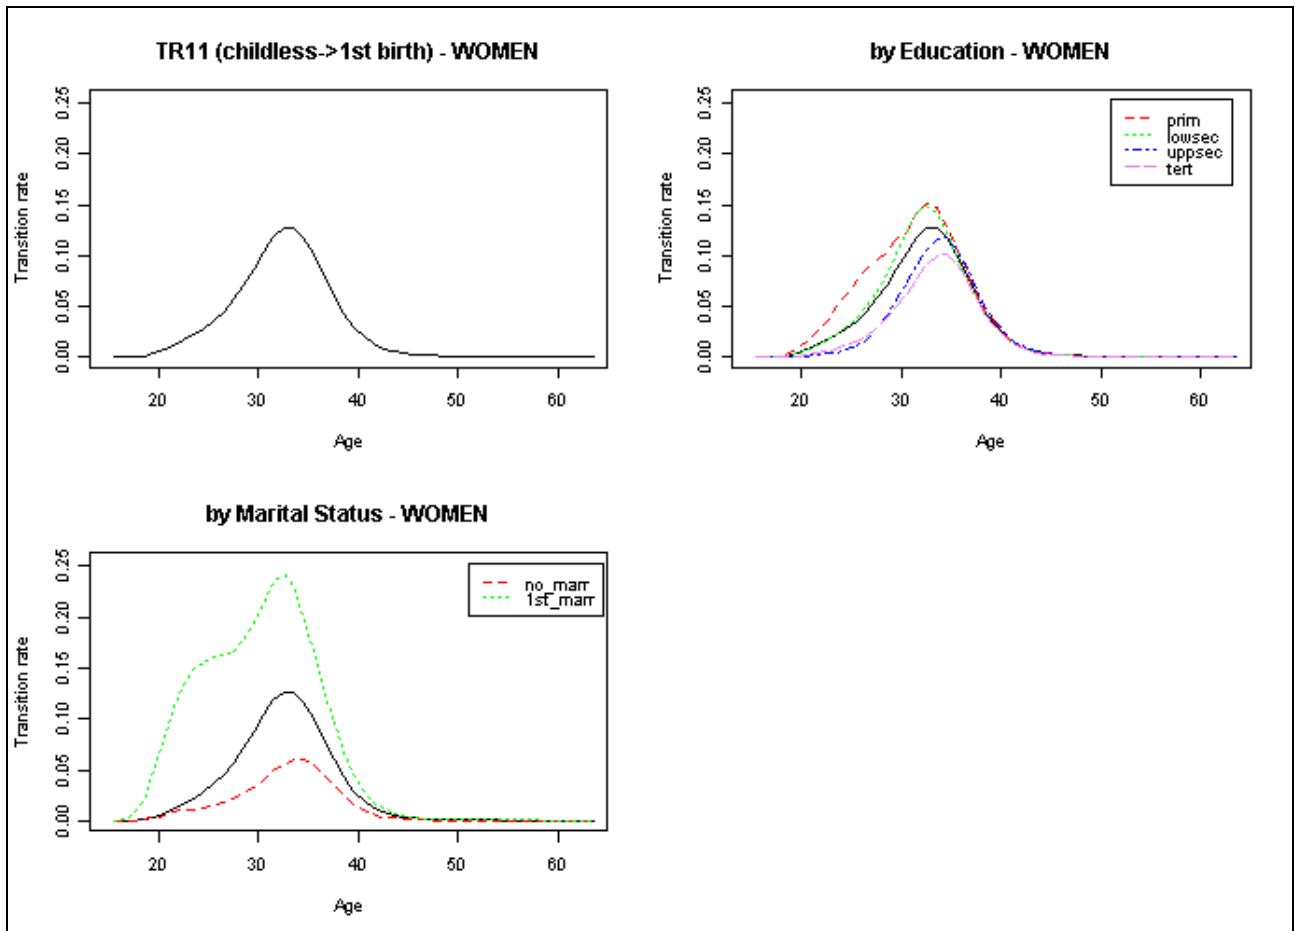 TR11 (childless->1st birth) - WOMEN
Transition rate
0.00 0.05 0.10 0.15 0.20 0.25
20 30 40 50 60
Age
by Education - WOMEN
Transition rate
0.00 0.05 0.10 0.15 0.20 0.25
prim
lowsec
uppsec
tert
20 30 40 50 60
Age
by Marital Status - WOMEN
Transition rate
0.00 0.05 0.10 0.15 0.20 0.25
no_marr
1st_marr
20 30 40 50 60
Age